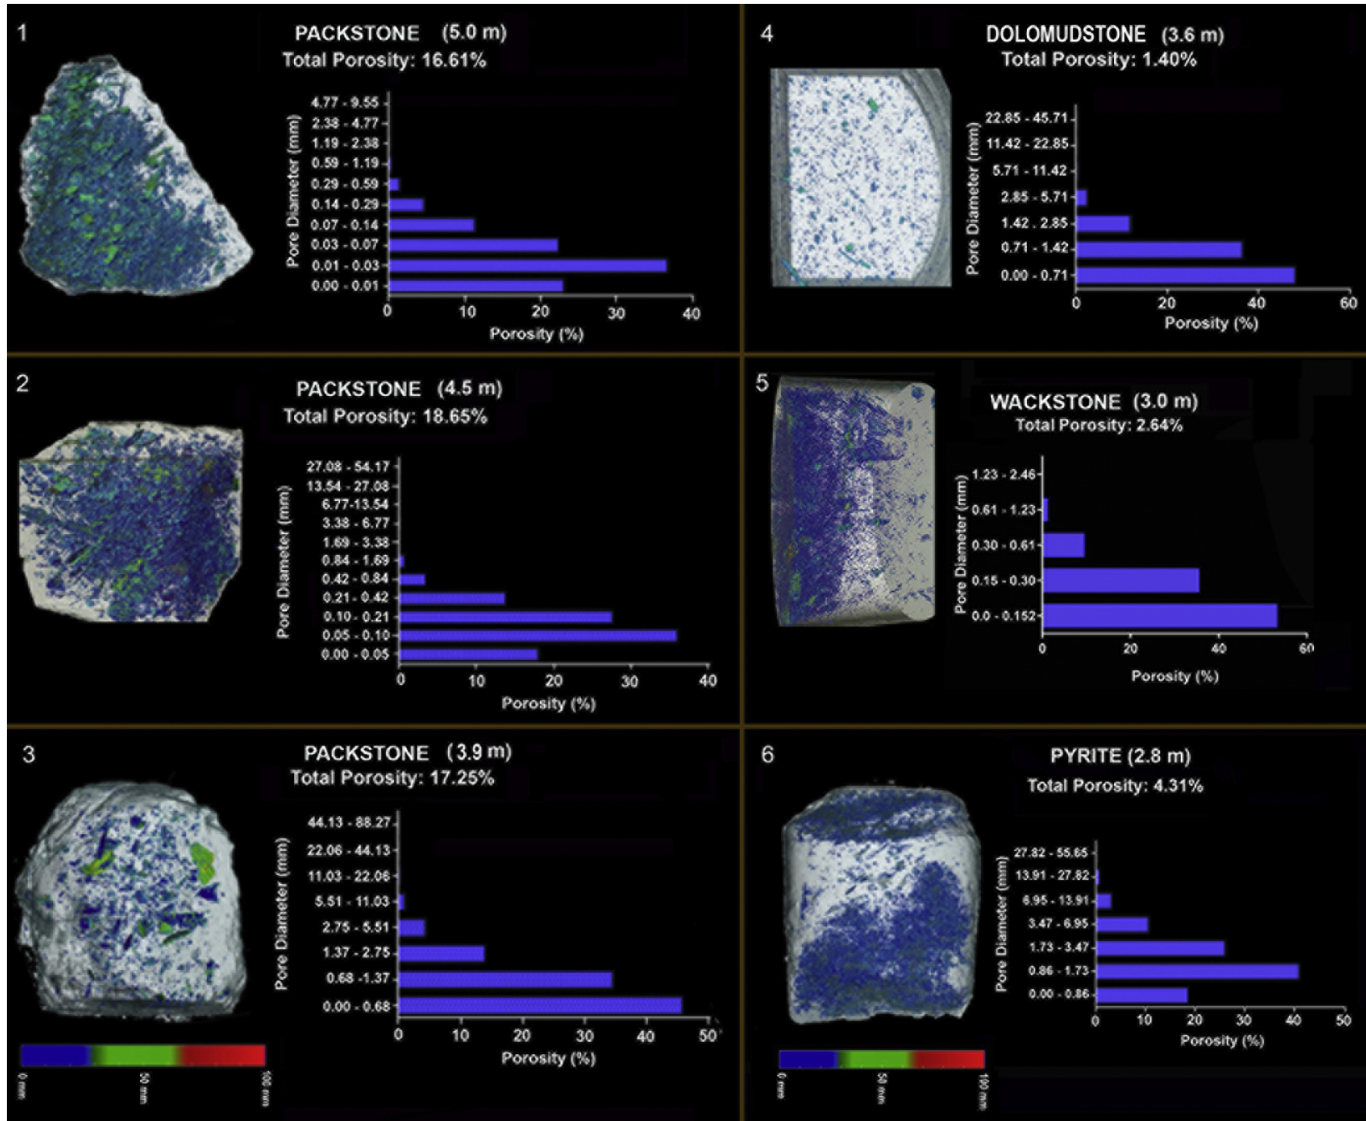 1
PACKSTONE (5.0 m)
Total Porosity: 16.61%
Pore Diameter (mm)
4.77 - 9.55
2.38 - 4.77
1.19 - 2.38
0.59 - 1.19
0.29 - 0.59
0.14 - 0.29
0.07 - 0.14
0.03 - 0.07
0.01 - 0.03
0.00 - 0.01
0 10 20 30 40
Porosity (%)
2
PACKSTONE (4.5 m)
Total Porosity: 18.65%
Pore Diameter (mm)
27.08 - 54.17
13.54 - 27.08
6.77-13.54
3.38 - 6.77
1.69 - 3.38
0.84 - 1.69
0.42 - 0.84
0.21 - 0.42
0.10 - 0.21
0.05 - 0.10
0.00 - 0.05
0 10 20 30 40
Porosity (%)
3
PACKSTONE (3.9 m)
Total Porosity: 17.25%
Pore Diameter (mm)
44.13 - 88.27
22.06 - 44.13
11.03 - 22.06
5.51 - 11.03
2.75 - 5.51
1.37 - 2.75
0.68 -1.37
0.00 - 0.68
0 10 20 30 40 50
Porosity (%)
0 mm 50 mm 100 mm
4
DOLOMUDSTONE (3.6 m)
Total Porosity: 1.40%
Pore Diameter (mm)
22.85 - 45.71
11.42 - 22.85
5.71 - 11.42
2.85 - 5.71
1.42 - 2.85
0.71 - 1.42
0.00 - 0.71
0 20 40 60
Porosity (%)
5
WACKSTONE (3.0 m)
Total Porosity: 2.64%
Pore Diameter (mm)
1.23 - 2.46
0.61 - 1.23
0.30 - 0.61
0.15 - 0.30
0.0 - 0.152
0 20 40 60
Porosity (%)
6
PYRITE (2.8 m)
Total Porosity: 4.31%
Pore Diameter (mm)
27.82 - 55.65
13.91 - 27.82
6.95 - 13.91
3.47 - 6.95
1.73 - 3.47
0.86 - 1.73
0.00 - 0.86
0 10 20 30 40 50
Porosity (%)
0 mm 50 mm 100 mm